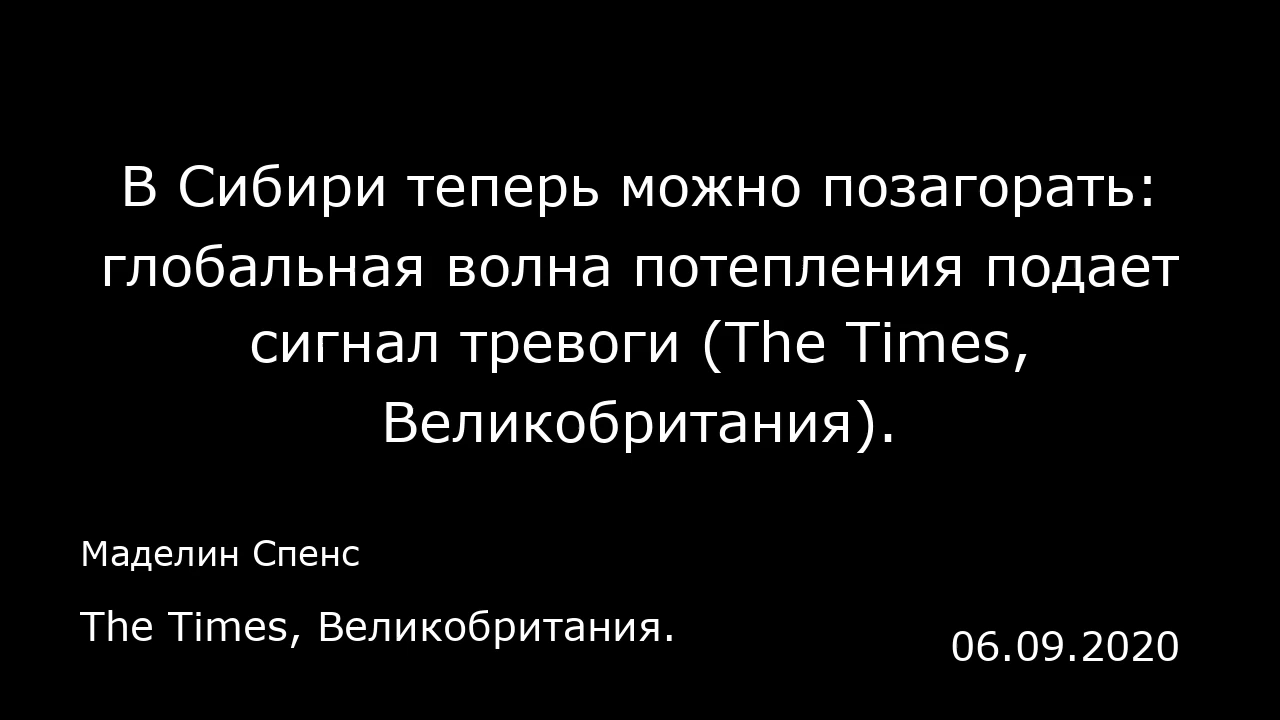 В Сибири теперь можно позагорать:
глобальная волна потепления подает
сигнал тревоги (The Times,
Великобритания).
Маделин Спенс
The Times, Великобритания.
06.09.2020